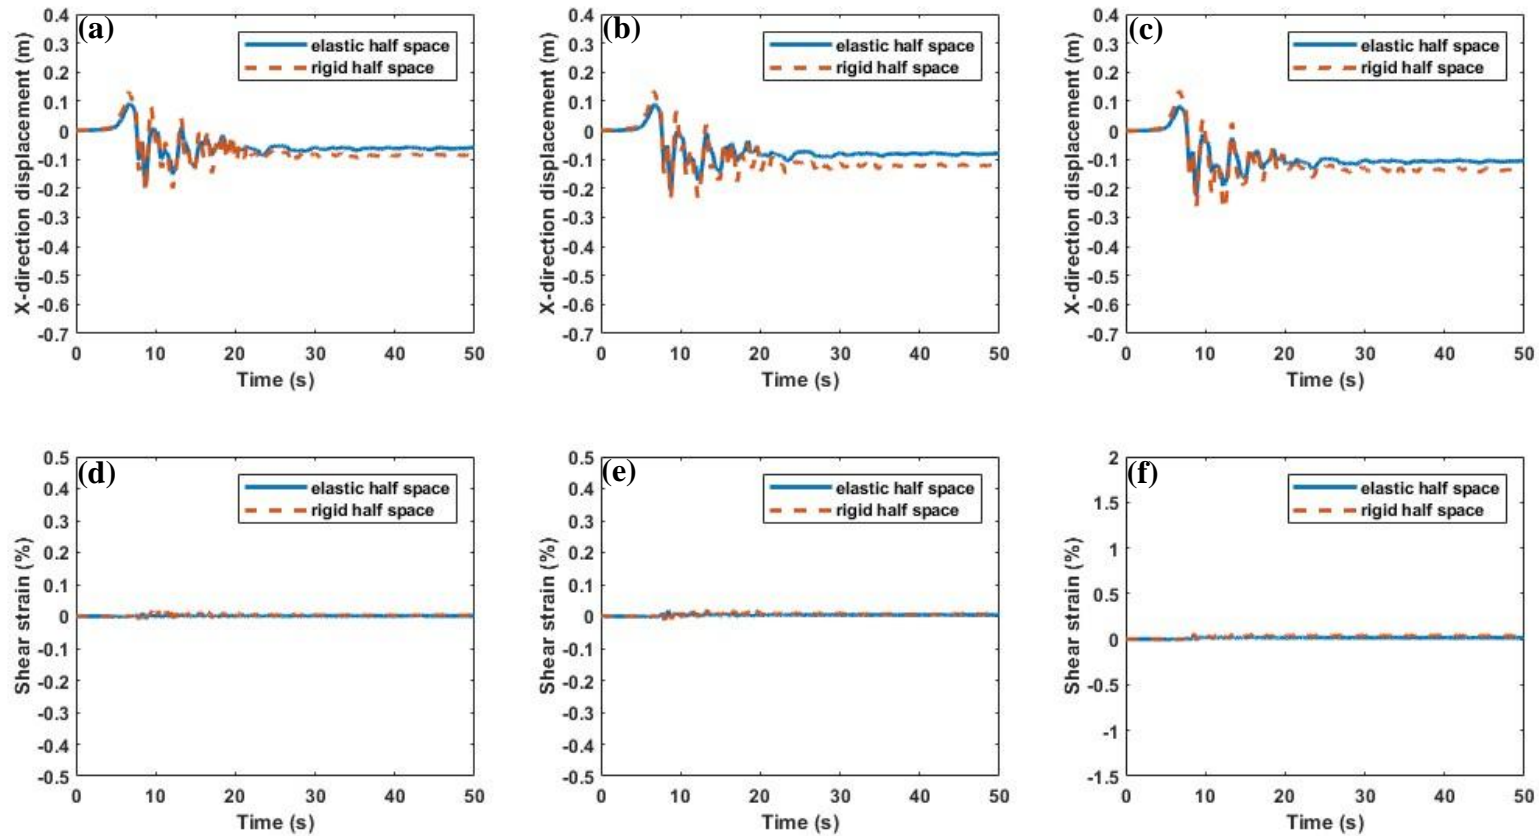 (a)
elastic half space
rigid half space
X-direction displacement (m)
0.4
0.3
0.2
0.1
0
-0.1
-0.2
-0.3
-0.4
-0.5
-0.6
-0.7
0 10 20 30 40 50
Time (s)
(b)
elastic half space
rigid half space
X-direction displacement (m)
0.4
0.3
0.2
0.1
0
-0.1
-0.2
-0.3
-0.4
-0.5
-0.6
-0.7
0 10 20 30 40 50
Time (s)
(c)
elastic half space
rigid half space
X-direction displacement (m)
0.4
0.3
0.2
0.1
0
-0.1
-0.2
-0.3
-0.4
-0.5
-0.6
-0.7
0 10 20 30 40 50
Time (s)
(d)
elastic half space
rigid half space
Shear strain (%)
0.5
0.4
0.3
0.2
0.1
0
-0.1
-0.2
-0.3
-0.4
-0.5
0 10 20 30 40 50
Time (s)
(e)
elastic half space
rigid half space
Shear strain (%)
0.5
0.4
0.3
0.2
0.1
0
-0.1
-0.2
-0.3
-0.4
-0.5
0 10 20 30 40 50
Time (s)
(f)
elastic half space
rigid half space
Shear strain (%)
2
1.5
1
0.5
0
-0.5
-1
-1.5
0 10 20 30 40 50
Time (s)